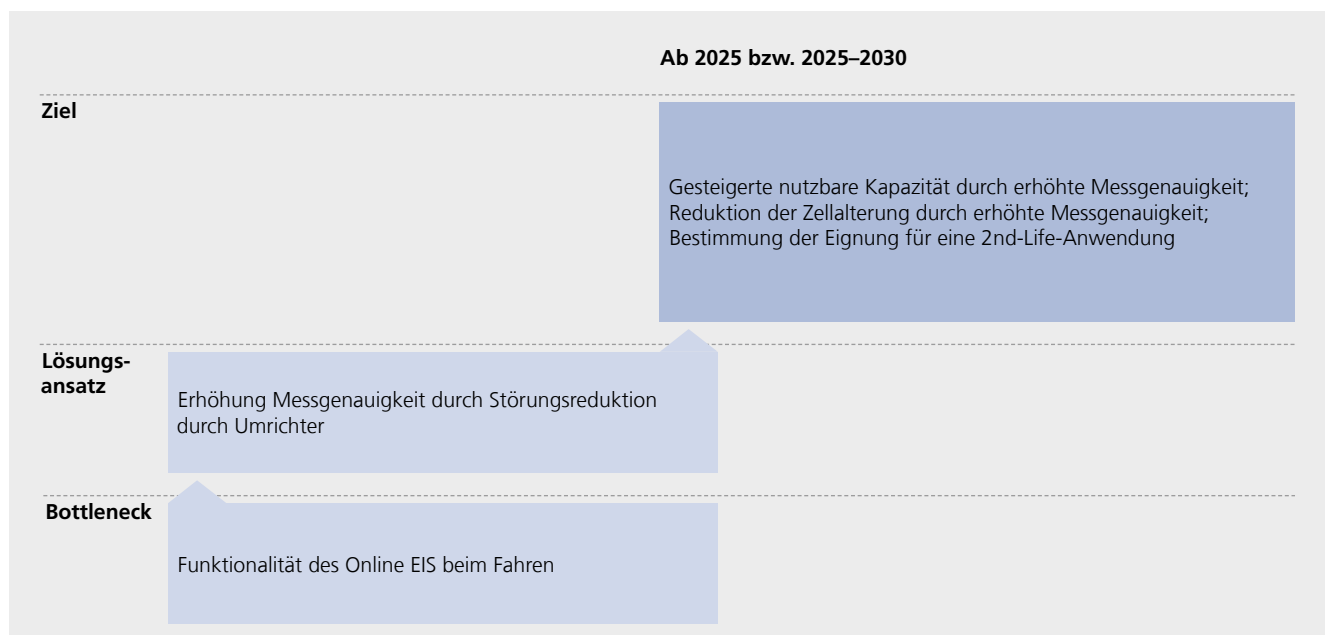 Ab 2025 bzw. 2025–2030
Ziel
Gesteigerte nutzbare Kapazität durch erhöhte Messgenauigkeit;
Reduktion der Zellalterung durch erhöhte Messgenauigkeit;
Bestimmung der Eignung für eine 2nd-Life-Anwendung
Lösungs-
ansatz
Erhöhung Messgenauigkeit durch Störungsreduktion
durch Umrichter
Bottleneck
Funktionalität des Online EIS beim Fahren